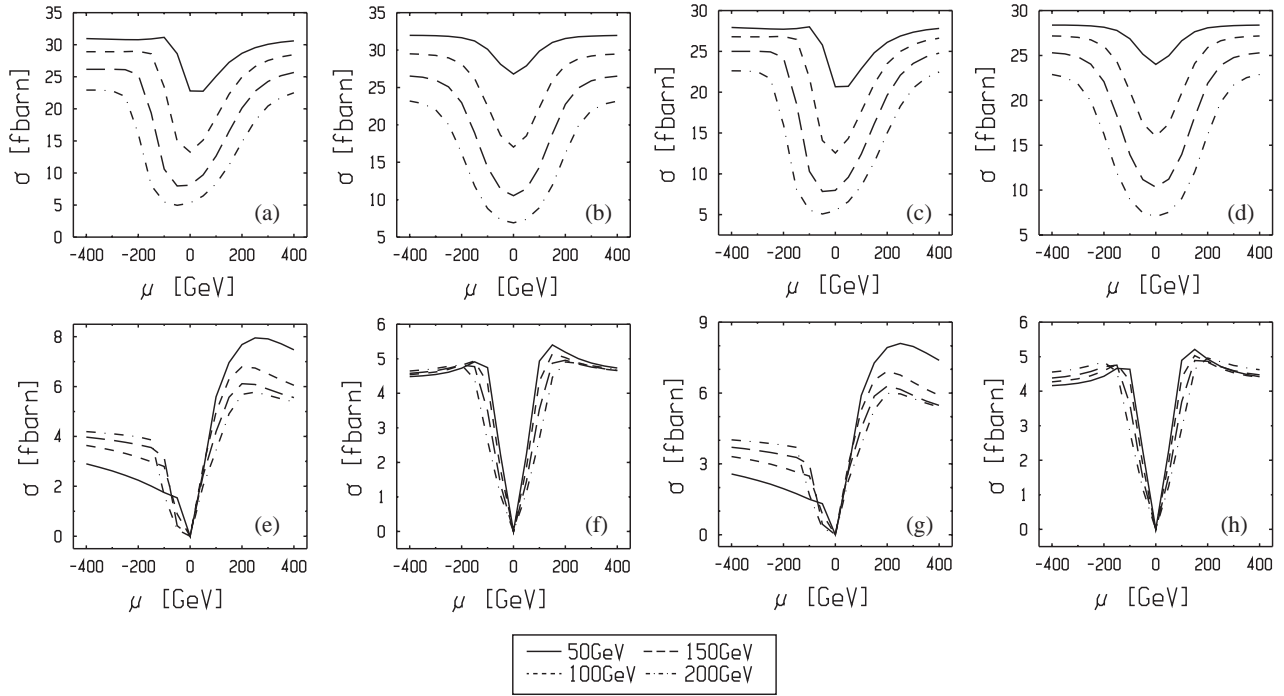 σ [fbarn]
35
30
25
20
15
10
5
0
(a)
-400 -200 0 200 400
μ [GeV]
σ [fbarn]
35
30
25
20
15
10
5
(b)
-400 -200 0 200 400
μ [GeV]
σ [fbarn]
30
25
20
15
10
5
(c)
-400 -200 0 200 400
μ [GeV]
σ [fbarn]
30
25
20
15
10
5
(d)
-400 -200 0 200 400
μ [GeV]
σ [fbarn]
8
6
4
2
0
(e)
-400 -200 0 200 400
μ [GeV]
σ [fbarn]
6
5
4
3
2
1
0
(f)
-400 -200 0 200 400
μ [GeV]
σ [fbarn]
9
6
3
0
(g)
-400 -200 0 200 400
μ [GeV]
σ [fbarn]
6
5
4
3
2
1
0
(h)
-400 -200 0 200 400
μ [GeV]
50GeV 150GeV
100GeV 200GeV